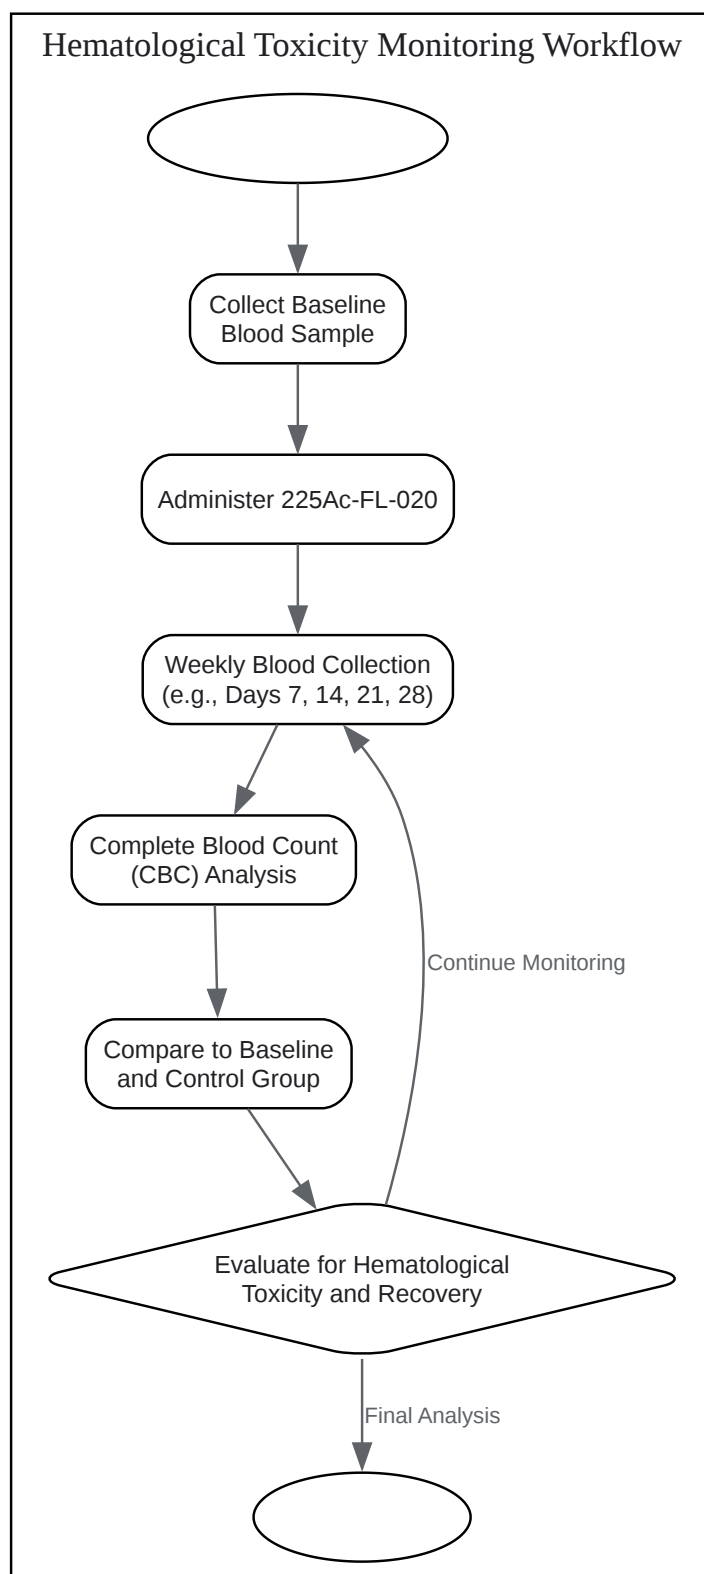 Hematological Toxicity Monitoring Workflow
Collect Baseline
Blood Sample
Administer 225Ac-FL-020
Weekly Blood Collection
(e.g., Days 7, 14, 21, 28)
Complete Blood Count
(CBC) Analysis
Continue Monitoring
Compare to Baseline
and Control Group
Evaluate for Hematological
Toxicity and Recovery
Final Analysis